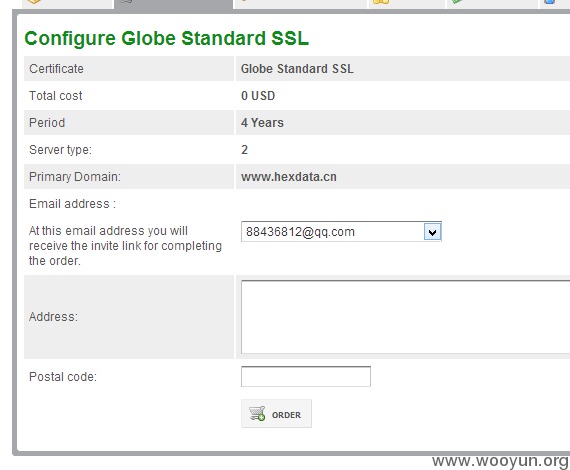 Configure Globe Standard SSL
Certificate Globe Standard SSL
Total cost 0 USD
Period 4 Years
Server type: 2
Primary Domain: www.hexdata.cn
Email address :
At this email address you will
receive the invite link for completing
the order.
88436812@qq.com
Address:
Postal code:
ORDER
www.wooyun.org